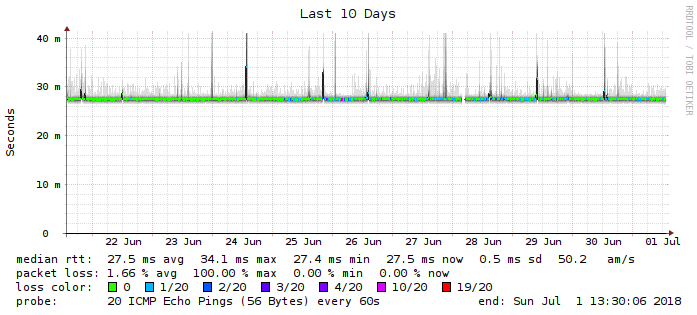 Last 10 Days
RRDTOOL / TOBI OETIKER
Seconds
40 m
30 m
20 m
10 m
0
22 Jun 23 Jun 24 Jun 25 Jun 26 Jun 27 Jun 28 Jun 29 Jun 30 Jun 01 Jul
median rtt: 27.5 ms avg 34.1 ms max 27.4 ms min 27.5 ms now 0.5 ms sd 50.2 am/s
packet loss: 1.66 % avg 100.00 % max 0.00 % min 0.00 % now
loss color: 0 1/20 2/20 3/20 4/20 10/20 19/20
probe: 20 ICMP Echo Pings (56 Bytes) every 60s end: Sun Jul 1 13:30:06 2018